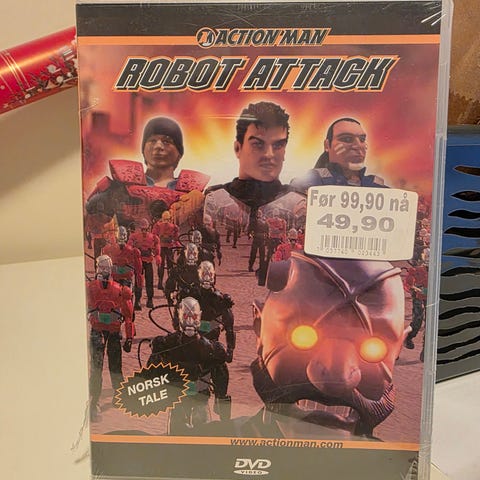 ACTION MAN
ROBOT ATTACK
Før 99,90 nå
49,90
NORSK
TALE
www.actionman.com
DVD
VIDEO